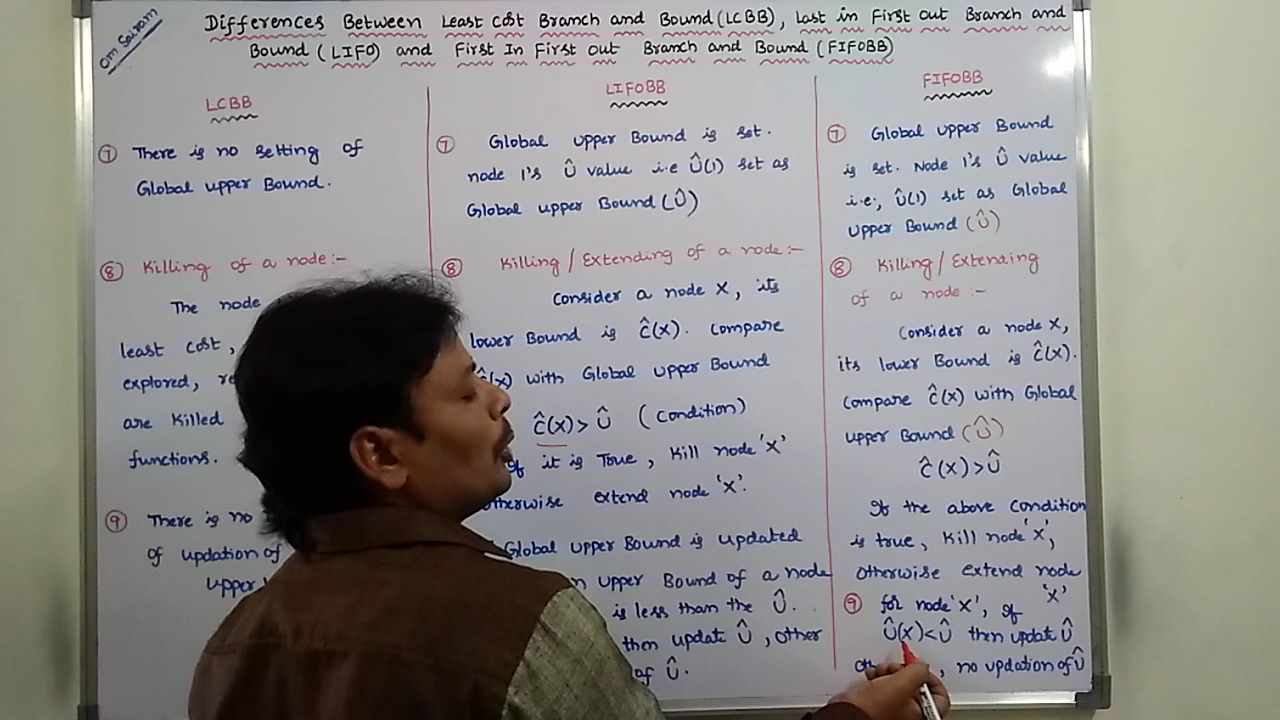 Om Sairam
Differences Between Least Cost Branch and Bound (LCBB), Last in First out Branch and
Bound (LIFO) and First In First out Branch and Bound (FIFOBB)
LCBB
⑦ There is no setting of
Global upper Bound.
⑧ Killing of a node :-
The node
least cost,
explored,
are killed
functions.
⑨ There is no
of updation of
upper
LIFOBB
⑦ Global upper Bound is set.
node 1's Û value i.e Û(1) set as
Global upper Bound (Û)
⑧ Killing / Extending of a node :-
Consider a node X, its
lower Bound is Ĉ(X). Compare
Ĉ(X) with Global upper Bound
Ĉ(X) > Û (Condition)
If it is True, Kill node 'X'
otherwise extend node 'X'.
Global upper Bound is updated
upper Bound of a node
is less than the Û.
then update Û, other
of Û.
FIFOBB
⑦ Global upper Bound
is set. Node 1's Û value
i.e., Û(1) set as Global
upper Bound (Û)
⑧ Killing / Extending
of a node :-
Consider a node X,
its lower Bound is Ĉ(X).
Compare Ĉ(X) with Global
upper Bound (Û)
Ĉ(X) > Û
If the above Condition
is true, Kill node 'X',
otherwise extend node
'X'
⑨ for node 'X', if
Û(X) < Û then update Û
, no updation of Û